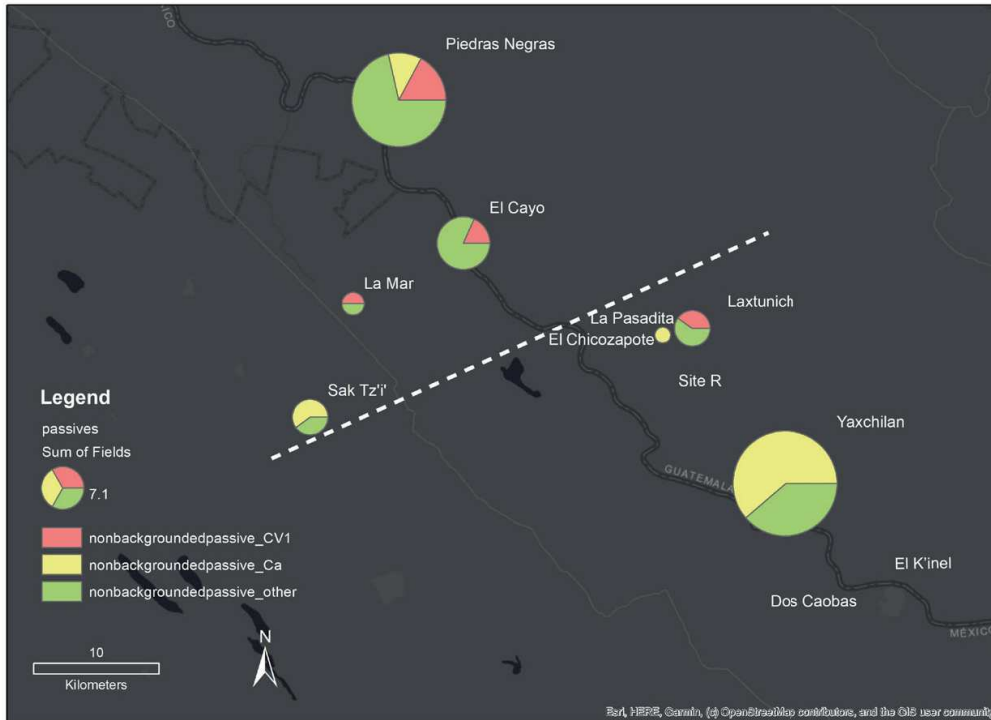 MÉXICO
Piedras Negras
El Cayo
La Mar
La Pasadita
Laxtunich
El Chicozapote
Site R
Sak Tz'i'
Yaxchilan
GUATEMALA
El K'inel
Dos Caobas
MÉXICO
Legend
passives
Sum of Fields
7.1
nonbackgroundedpassive_CV1
nonbackgroundedpassive_Ca
nonbackgroundedpassive_other
10
Kilometers
N
Esri, HERE, Garmin, (c) OpenStreetMap contributors, and the GIS user community